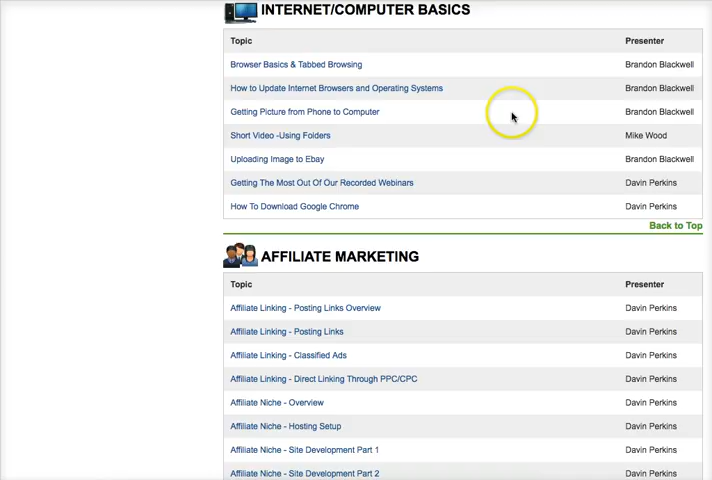 INTERNET/COMPUTER BASICS
Topic Presenter
Browser Basics & Tabbed Browsing Brandon Blackwell
How to Update Internet Browsers and Operating Systems Brandon Blackwell
Getting Picture from Phone to Computer Brandon Blackwell
Short Video -Using Folders Mike Wood
Uploading Image to Ebay Brandon Blackwell
Getting The Most Out Of Our Recorded Webinars Davin Perkins
How To Download Google Chrome Davin Perkins
Back to Top
AFFILIATE MARKETING
Topic Presenter
Affiliate Linking - Posting Links Overview Davin Perkins
Affiliate Linking - Posting Links Davin Perkins
Affiliate Linking - Classified Ads Davin Perkins
Affiliate Linking - Direct Linking Through PPC/CPC Davin Perkins
Affiliate Niche - Overview Davin Perkins
Affiliate Niche - Hosting Setup Davin Perkins
Affiliate Niche - Site Development Part 1 Davin Perkins
Affiliate Niche - Site Development Part 2 Davin Perkins